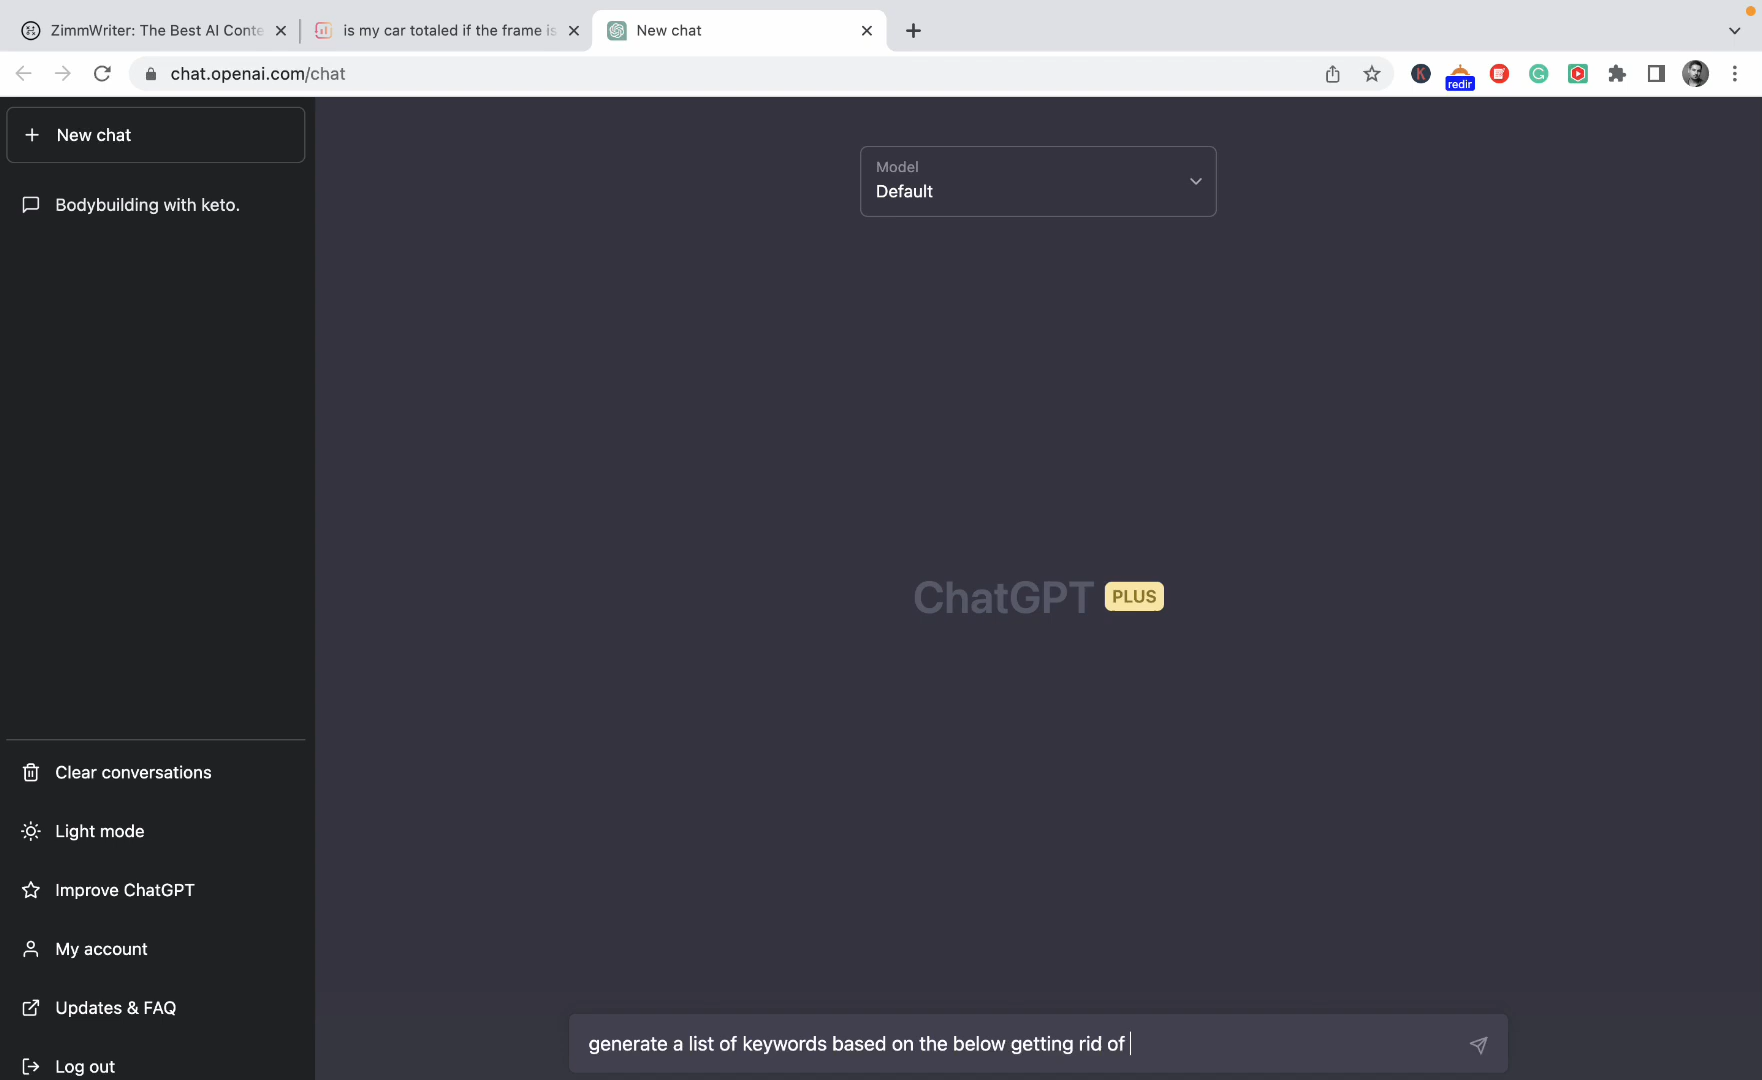 ZimmWriter: The Best AI Conte
is my car totaled if the frame is
New chat
chat.openai.com/chat
K
redir
G
New chat
Bodybuilding with keto.
Model
Default
ChatGPT PLUS
Clear conversations
Light mode
Improve ChatGPT
My account
Updates & FAQ
Log out
generate a list of keywords based on the below getting rid of